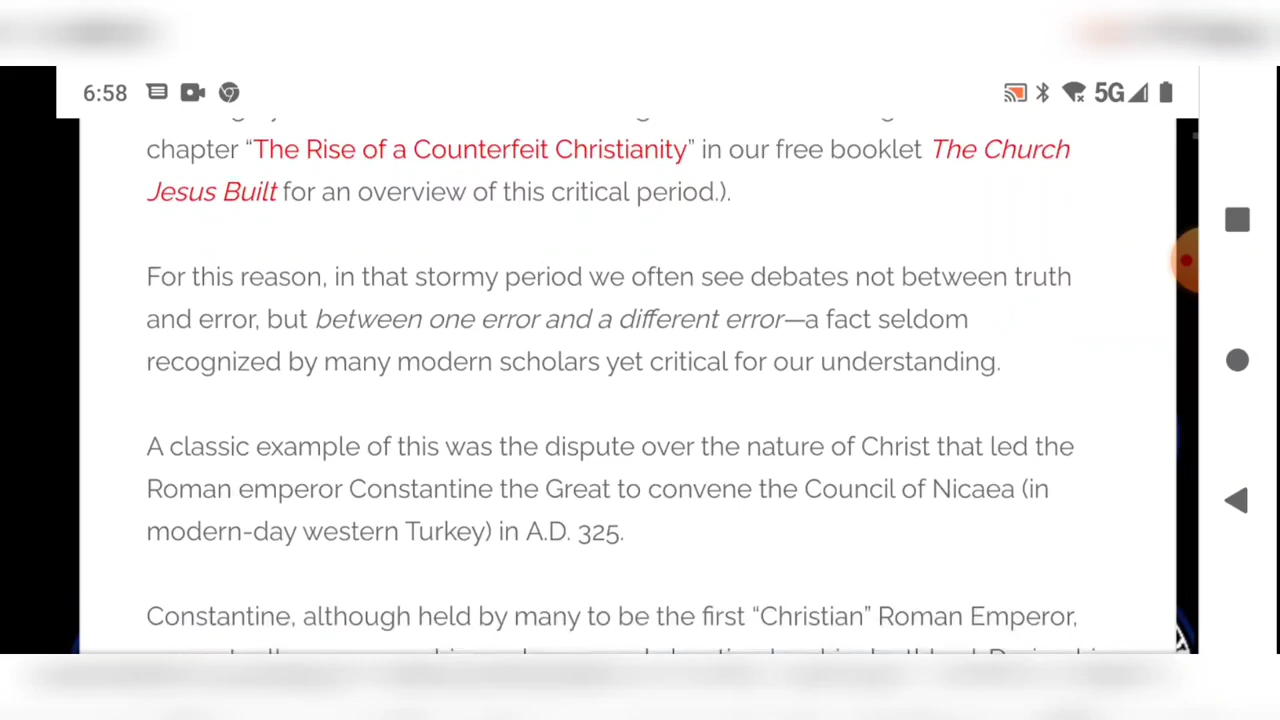 6:58
5G
chapter “The Rise of a Counterfeit Christianity” in our free booklet The Church
Jesus Built for an overview of this critical period.).
For this reason, in that stormy period we often see debates not between truth
and error, but between one error and a different error—a fact seldom
recognized by many modern scholars yet critical for our understanding.
A classic example of this was the dispute over the nature of Christ that led the
Roman emperor Constantine the Great to convene the Council of Nicaea (in
modern-day western Turkey) in A.D. 325.
Constantine, although held by many to be the first “Christian” Roman Emperor,